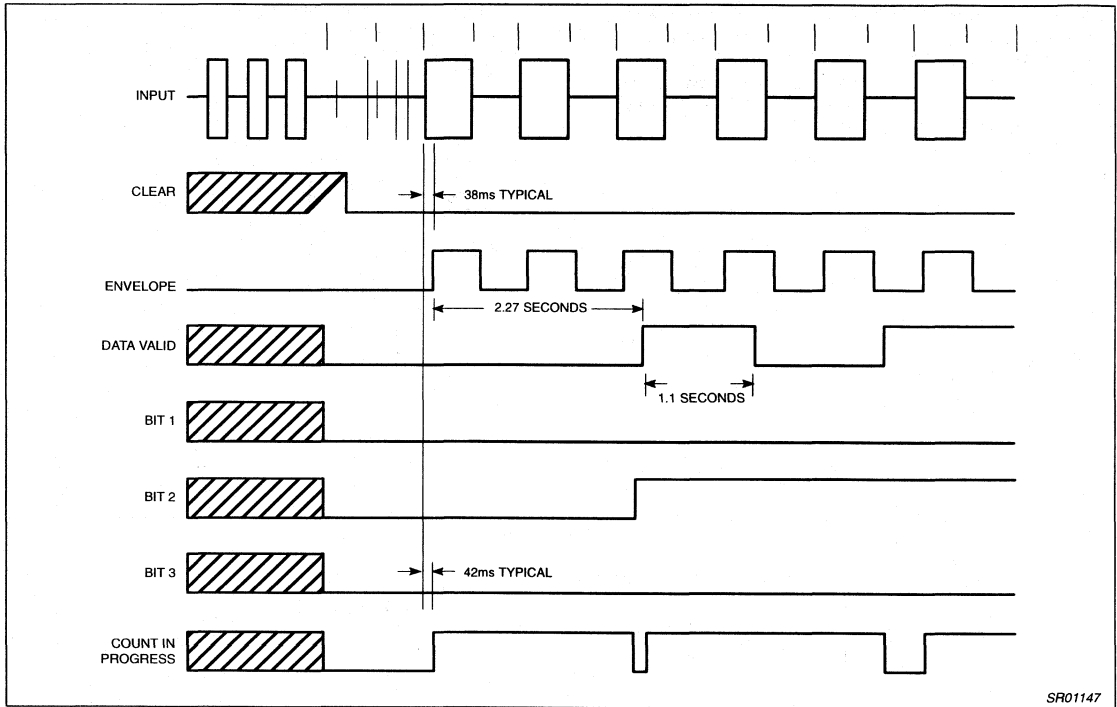 INPUT
CLEAR
38ms TYPICAL
ENVELOPE
2.27 SECONDS
DATA VALID
1.1 SECONDS
BIT 1
BIT 2
BIT 3
42ms TYPICAL
COUNT IN
PROGRESS
SR01147